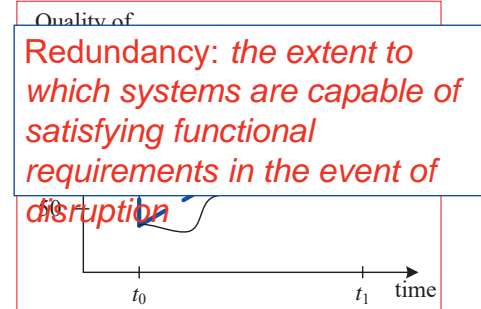 Quality of
Redundancy: the extent to
which systems are capable of
satisfying functional
requirements in the event of
disruption
50
t0
t1
time